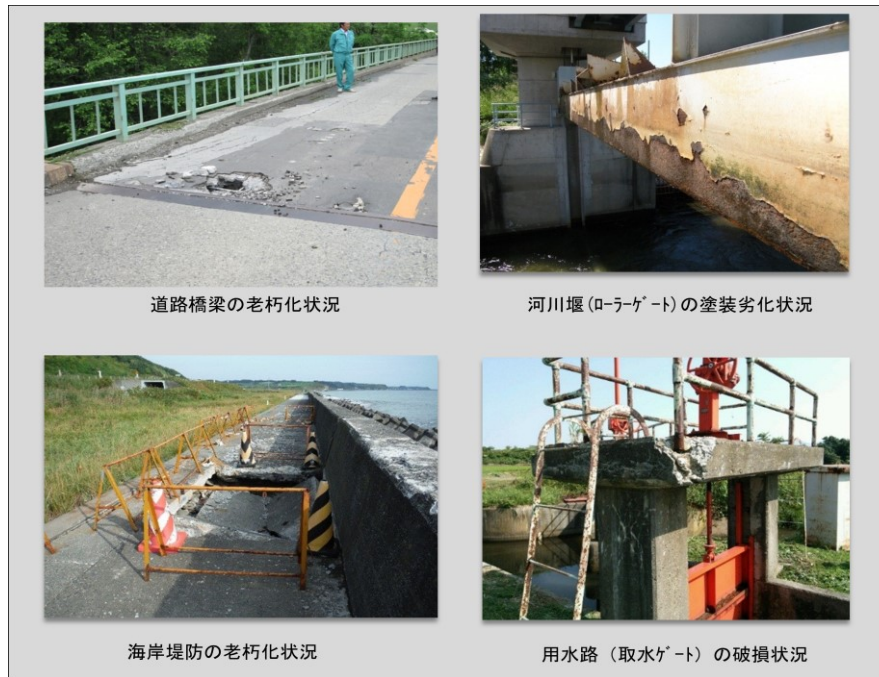 道路橋梁の老朽化状況
河川堰(ﾛｰﾗｰｹﾞｰﾄ)の塗装劣化状況
海岸堤防の老朽化状況
用水路（取水ｹﾞｰﾄ）の破損状況